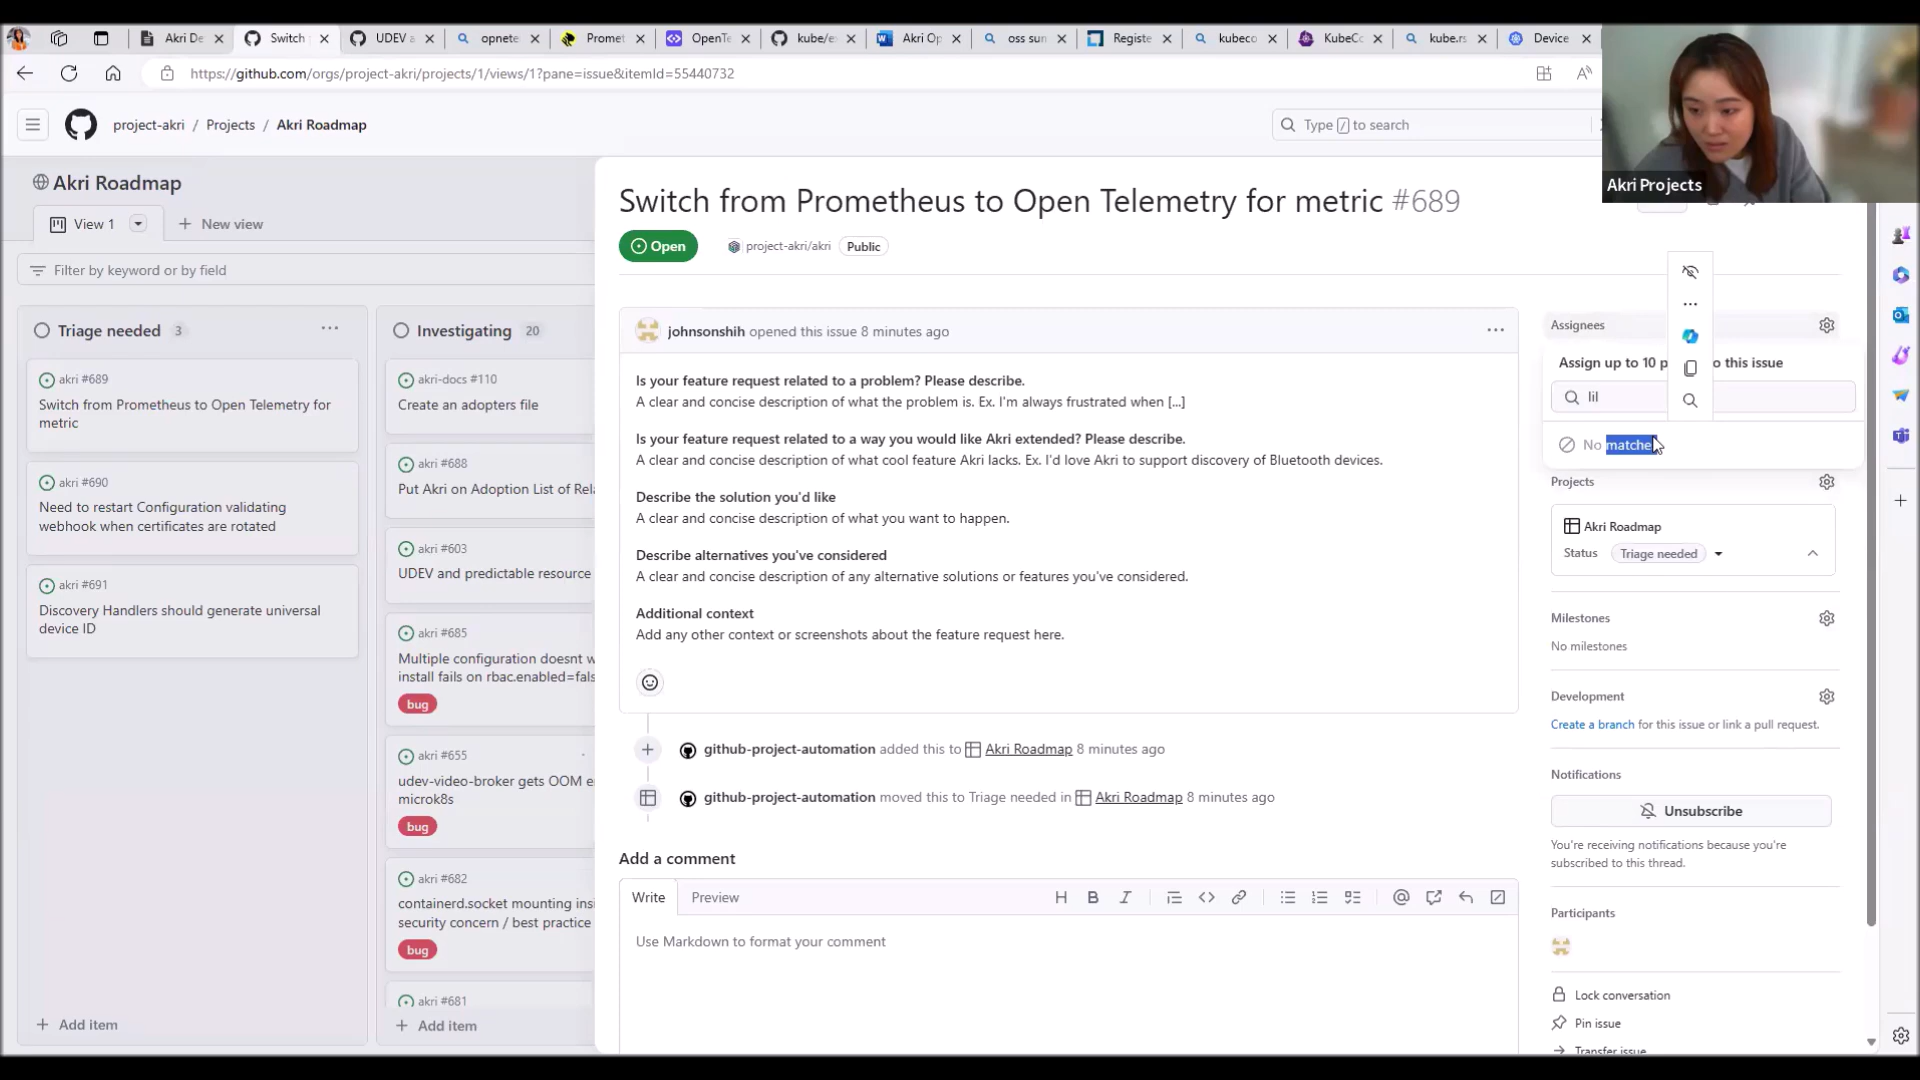 Akri De
Switch
UDEV a
opnete
Promet
OpenTe
kube/e
Akri Op
oss sun
Registe
kubeco
KubeCo
kube.rs
Device
https://github.com/orgs/project-akri/projects/1/views/1?pane=issue&itemId=55440732
project-akri / Projects / Akri Roadmap
Type / to search
Akri Projects
Akri Roadmap
View 1
New view
Filter by keyword or by field
Triage needed 3
akri #689
Switch from Prometheus to Open Telemetry for
metric
akri #690
Need to restart Configuration validating
webhook when certificates are rotated
akri #691
Discovery Handlers should generate universal
device ID
Add item
Investigating 20
akri-docs #110
Create an adopters file
akri #688
Put Akri on Adoption List of Rela
akri #603
UDEV and predictable resource
akri #685
Multiple configuration doesnt w
install fails on rbac.enabled=fals
bug
akri #655
udev-video-broker gets OOM e
microk8s
bug
akri #682
containerd.socket mounting insi
security concern / best practice
bug
akri #681
Add item
Switch from Prometheus to Open Telemetry for metric #689
Open
project-akri/akri
Public
johnsonshih opened this issue 8 minutes ago
Is your feature request related to a problem? Please describe.
A clear and concise description of what the problem is. Ex. I'm always frustrated when [...]
Is your feature request related to a way you would like Akri extended? Please describe.
A clear and concise description of what cool feature Akri lacks. Ex. I'd love Akri to support discovery of Bluetooth devices.
Describe the solution you'd like
A clear and concise description of what you want to happen.
Describe alternatives you've considered
A clear and concise description of any alternative solutions or features you've considered.
Additional context
Add any other context or screenshots about the feature request here.
github-project-automation added this to Akri Roadmap 8 minutes ago
github-project-automation moved this to Triage needed in Akri Roadmap 8 minutes ago
Add a comment
Write
Preview
Use Markdown to format your comment
Assignees
Assign up to 10 p o this issue
lil
No matche
Projects
Akri Roadmap
Status Triage needed
Milestones
No milestones
Development
Create a branch for this issue or link a pull request.
Notifications
Unsubscribe
You're receiving notifications because you're
subscribed to this thread.
Participants
Lock conversation
Pin issue
Transfer issue